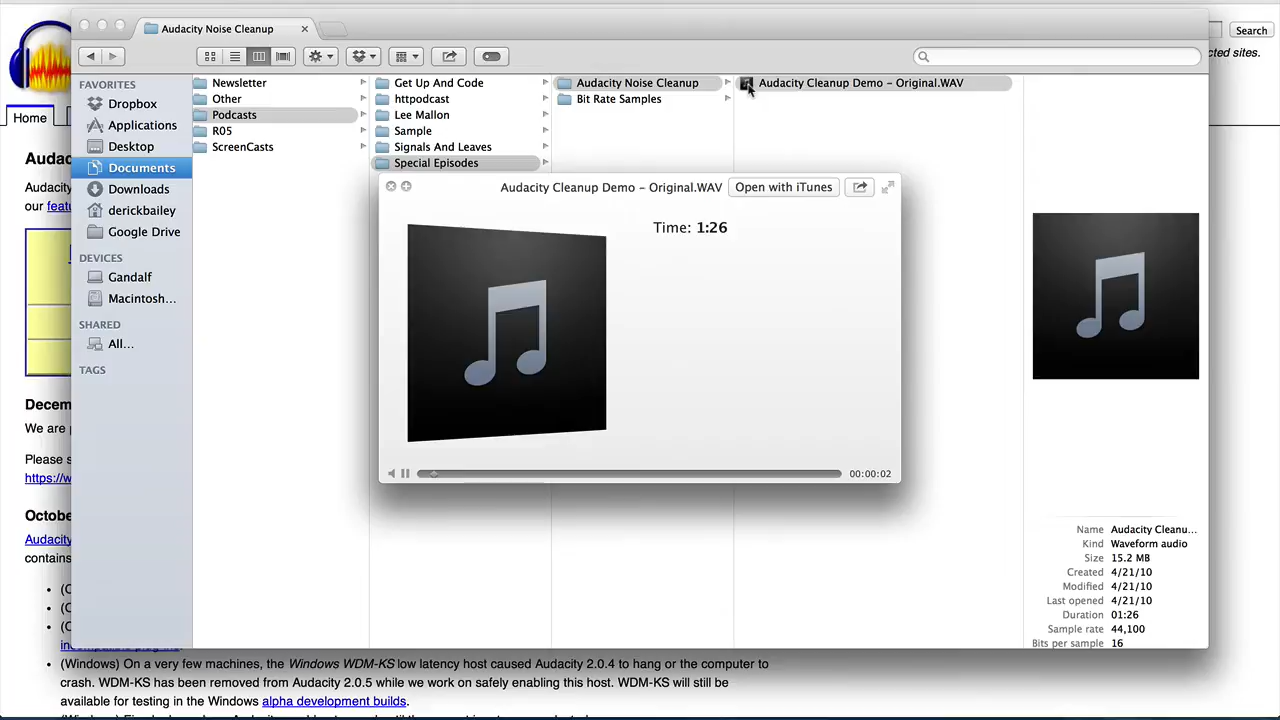 Audacity Noise Cleanup
Search
cted sites.
Home
FAVORITES
Dropbox
Applications
Desktop
Documents
Downloads
derickbailey
Google Drive
DEVICES
Gandalf
Macintosh...
SHARED
All...
TAGS
Newsletter
Other
Podcasts
R05
ScreenCasts
Get Up And Code
httpodcast
Lee Mallon
Sample
Signals And Leaves
Special Episodes
Audacity Noise Cleanup
Bit Rate Samples
Audacity Cleanup Demo – Original.WAV
Audacity Cleanup Demo – Original.WAV
Open with iTunes
Time: 1:26
00:00:02
Name Audacity Cleanu...
Kind Waveform audio
Size 15.2 MB
Created 4/21/10
Modified 4/21/10
Last opened 4/21/10
Duration 01:26
Sample rate 44,100
Bits per sample 16
Audac
Audacity
our featu
Decem
We are p
Please s
https://w
Octobe
Audacity
contains
(C
(C
(C
(Windows) On a very few machines, the Windows WDM-KS low latency host caused Audacity 2.0.4 to hang or the computer to
crash. WDM-KS has been removed from Audacity 2.0.5 while we work on safely enabling this host. WDM-KS will still be
available for testing in the Windows alpha development builds.